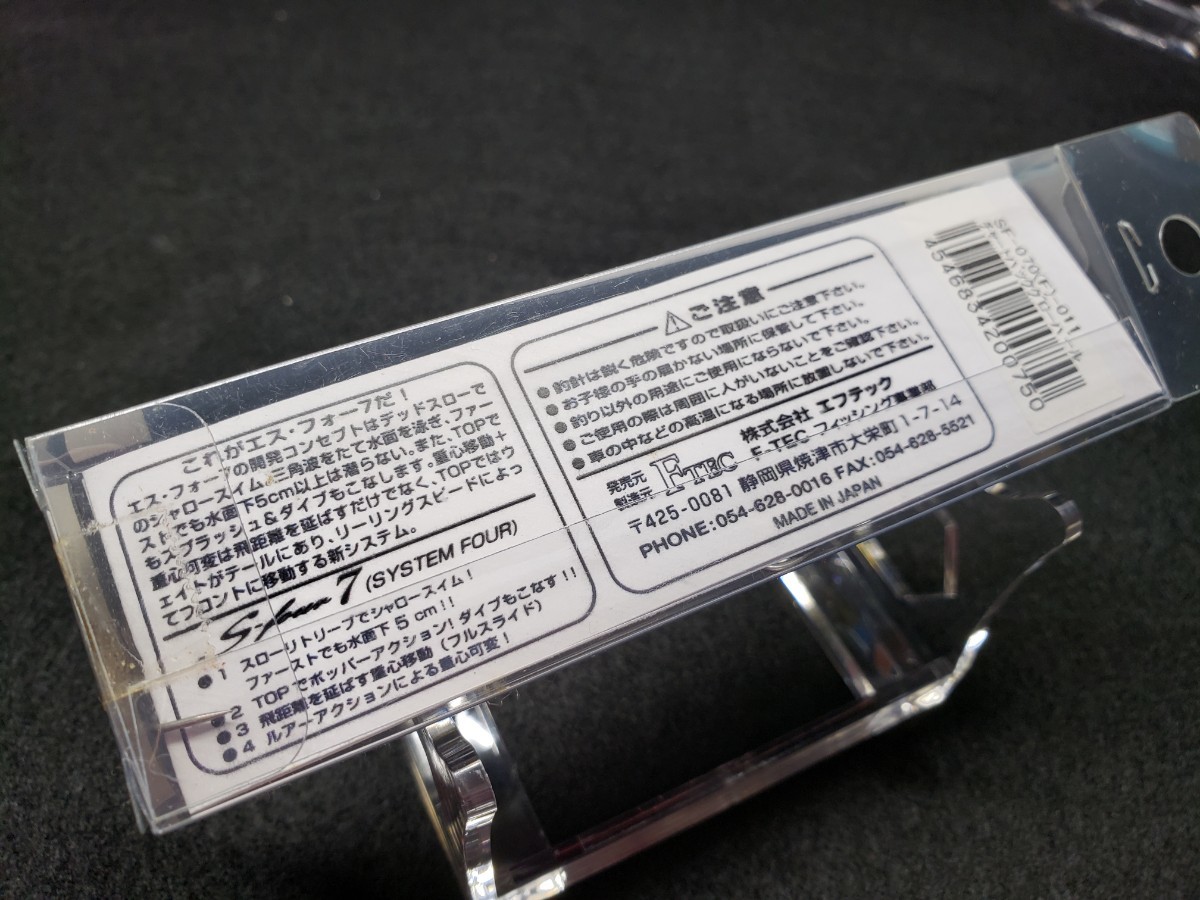 これがエス・フォー7だ！
エス・フォー7の開発コンセプトはデッドスローで
のシャロースイム。三角波をたて水面を泳ぎ、ファー
ストでも水面下5cm以上は潜らない。また、TOPで
もスプラッシュ&ダイブもこなします。重心移動+
重心可変は飛距離を延ばすだけでなく、TOPではウ
エイトがテールにあり、リーリングスピードによっ
てフロントに移動する新システム。
S-four 7 (SYSTEM FOUR)
●1 スローリトリーブでシャロースイム！
ファーストでも水面下5cm!!
●2 TOPでポッパーアクション！ダイブもこなす!!
●3 飛距離を延ばす重心移動（フルスライド）
●4 ルアーアクションによる重心可変！
⚠ご注意
●釣針は鋭く危険ですので取扱いにご注意下さい。
●お子様の手の届かない場所に保管して下さい。
●釣り以外の用途にご使用にならないで下さい。
●ご使用の際は周囲に人がいないことをご確認下さい。
●車の中などの高温になる場所に放置しないで下さい。
発売元
製造元
FTEC
株式会社 エフテック
F-TEC フィッシング事業部
〒425-0081 静岡県焼津市大栄町1-7-14
PHONE:054-628-0016 FAX:054-628-5521
MADE IN JAPAN
SF-070(F)-011
4546834200750